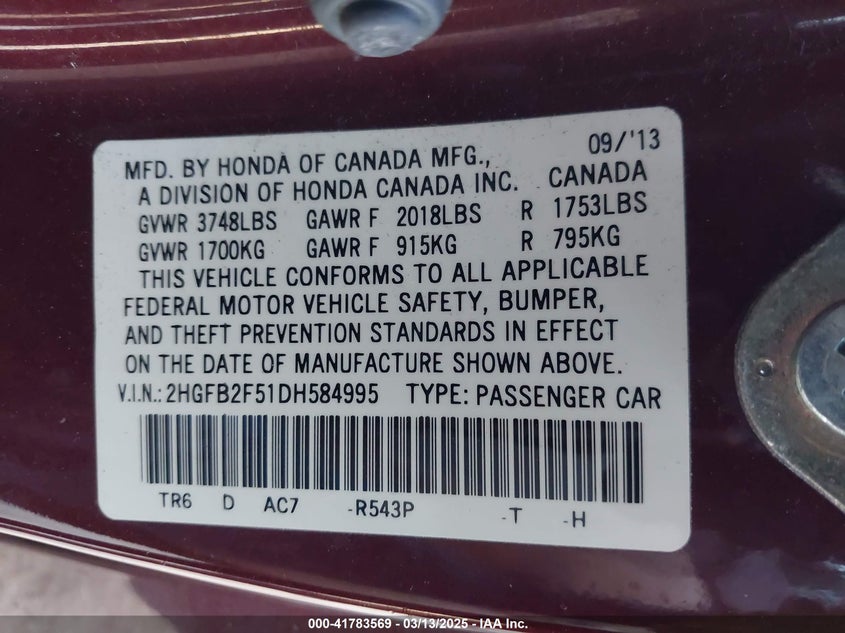 09/'13
MFD. BY HONDA OF CANADA MFG.,
A DIVISION OF HONDA CANADA INC. CANADA
GVWR 3748LBS GAWR F 2018LBS R 1753LBS
GVWR 1700KG GAWR F 915KG R 795KG
THIS VEHICLE CONFORMS TO ALL APPLICABLE
FEDERAL MOTOR VEHICLE SAFETY, BUMPER,
AND THEFT PREVENTION STANDARDS IN EFFECT
ON THE DATE OF MANUFACTURE SHOWN ABOVE.
V.I.N.: 2HGFB2F51DH584995 TYPE: PASSENGER CAR
TR6 D AC7 -R543P -T -H
000-41783569 - 03/13/2025 - IAAI.COM